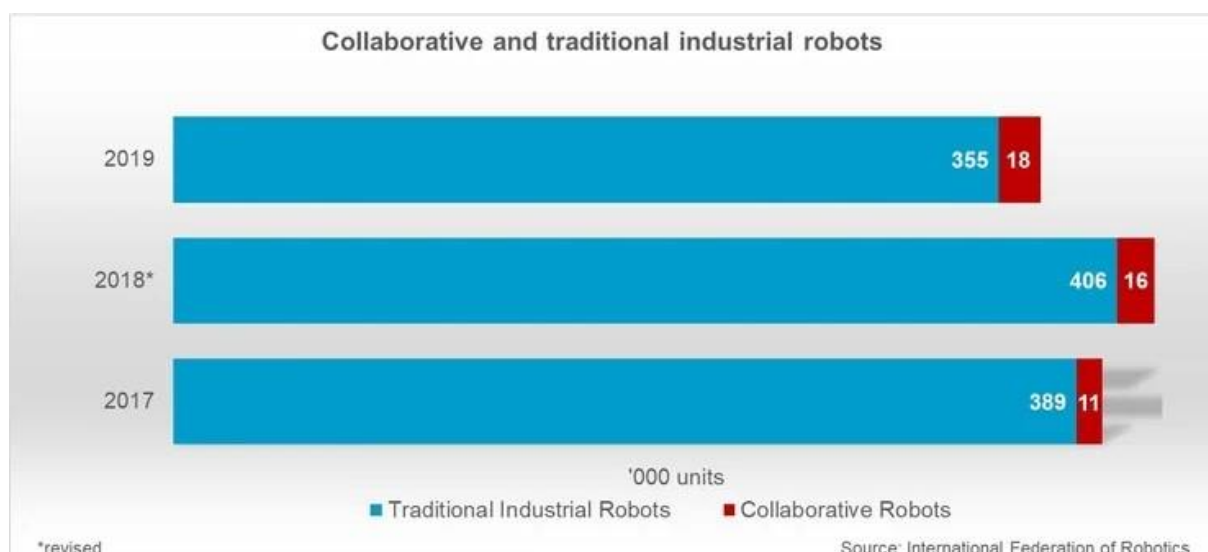 Collaborative and traditional industrial robots
2019
355 18
2018*
406 16
2017
389 11
'000 units
Traditional Industrial Robots Collaborative Robots
*revised Source: International Federation of Robotics